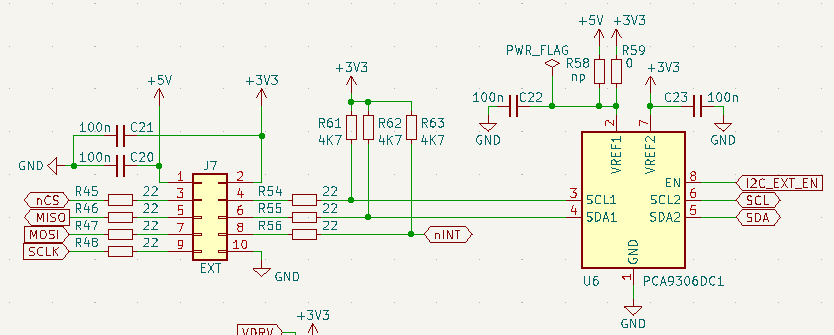 +5V
+3V3
PWR_FLAG
R58
np
R59
0
+3V3
+5V
+3V3
+3V3
100n
C22
C23
100n
GND
GND
2
7
VREF1
VREF2
100n
C21
100n
C20
GND
R61
4K7
R62
4K7
R63
4K7
J7
1
2
EN
8
I2C_EXT_EN
nCS
R45
22
3
4
R54
22
3
SCL1
SCL2
6
SCL
MISO
R46
22
5
6
R55
22
4
SDA1
SDA2
5
SDA
MOSI
R47
22
7
8
R56
22
nINT
SCLK
R48
22
9
10
EXT
GND
GND
1
U6
PCA9306DC1
GND
+3V3
VDRV